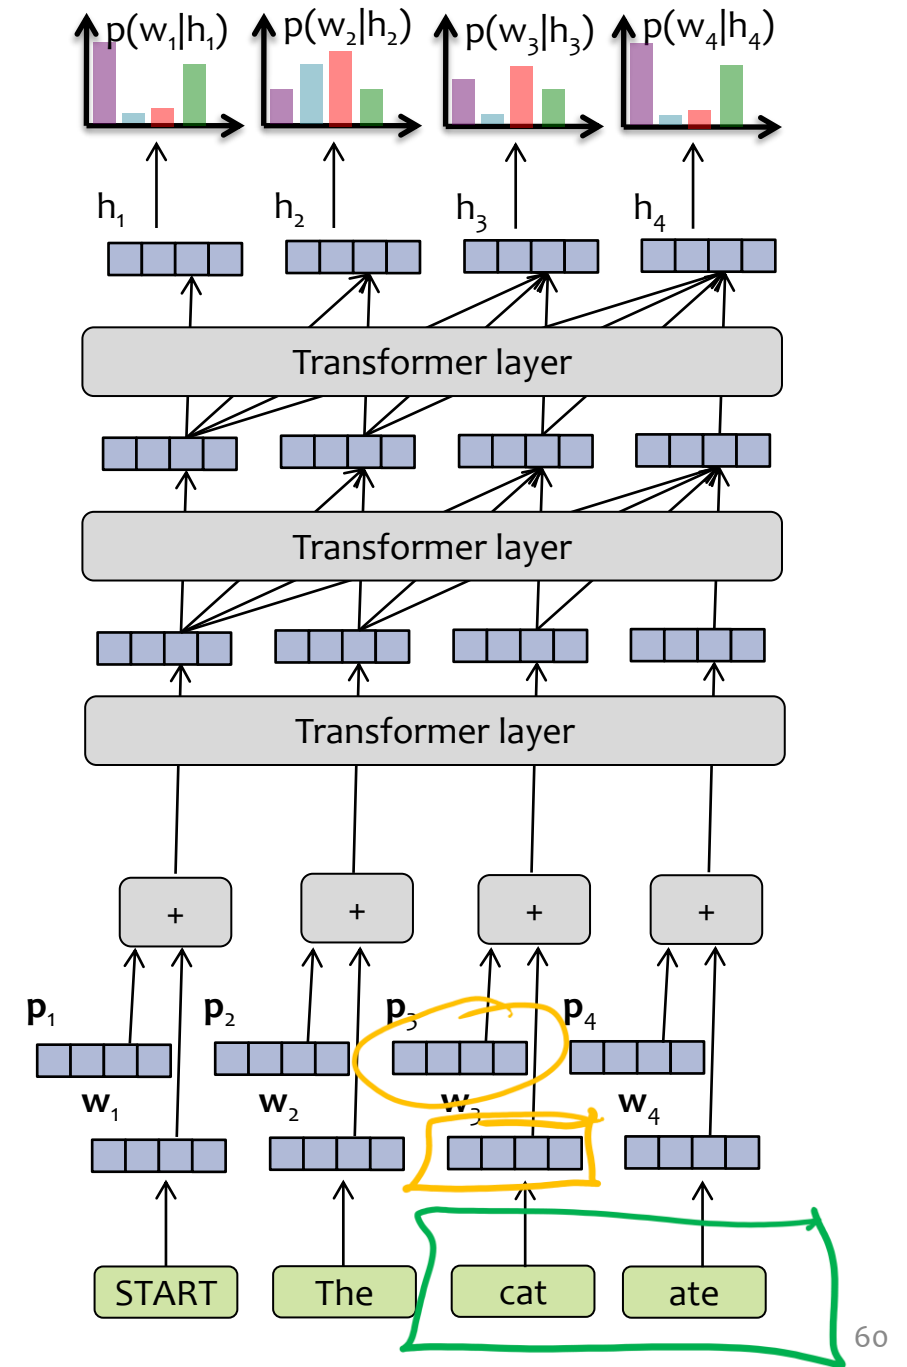 p(w₁|h₁) p(w₂|h₂) p(w₃|h₃) p(w₄|h₄)
h₁ h₂ h₃ h₄
Transformer layer
Transformer layer
Transformer layer
+ + + +
p₁ p₂ p₃ p₄
w₁ w₂ w₃ w₄
START The cat ate
60